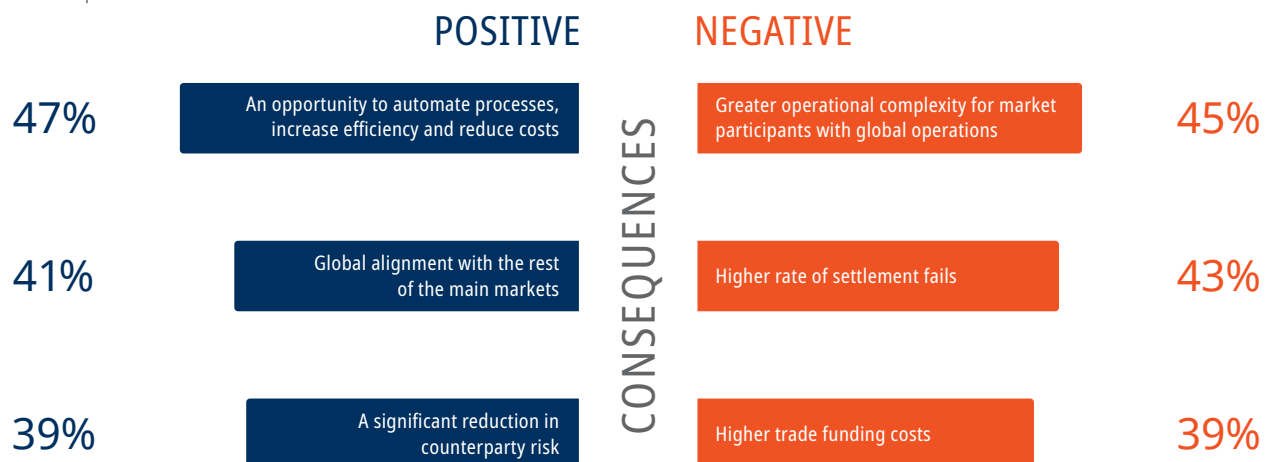 POSITIVE
NEGATIVE
47%
An opportunity to automate processes,
increase efficiency and reduce costs
CONSEQUENCES
Greater operational complexity for market
participants with global operations
45%
41%
Global alignment with the rest
of the main markets
Higher rate of settlement fails
43%
39%
A significant reduction in
counterparty risk
Higher trade funding costs
39%